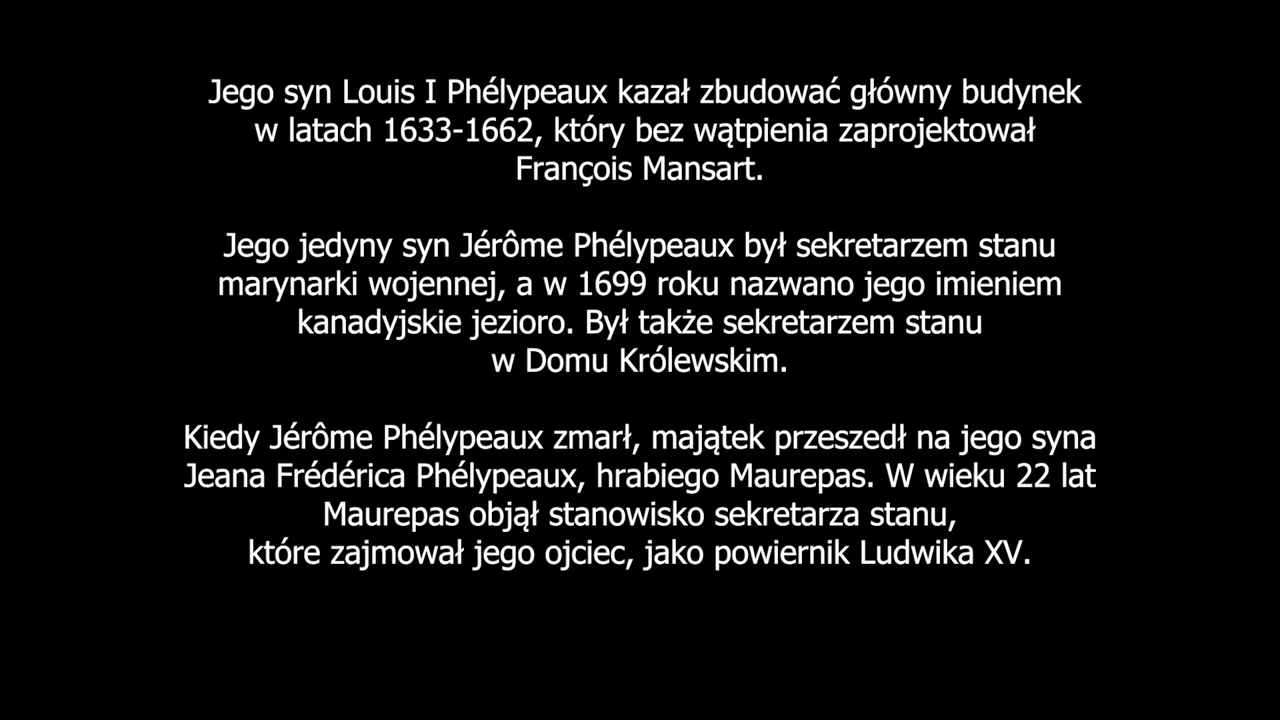 Jego syn Louis I Phélypeaux kazał zbudować główny budynek
w latach 1633-1662, który bez wątpienia zaprojektował
François Mansart.
Jego jedyny syn Jérôme Phélypeaux był sekretarzem stanu
marynarki wojennej, a w 1699 roku nazwano jego imieniem
kanadyjskie jezioro. Był także sekretarzem stanu
w Domu Królewskim.
Kiedy Jérôme Phélypeaux zmarł, majątek przeszedł na jego syna
Jeana Frédérica Phélypeaux, hrabiego Maurepas. W wieku 22 lat
Maurepas objął stanowisko sekretarza stanu,
które zajmował jego ojciec, jako powiernik Ludwika XV.